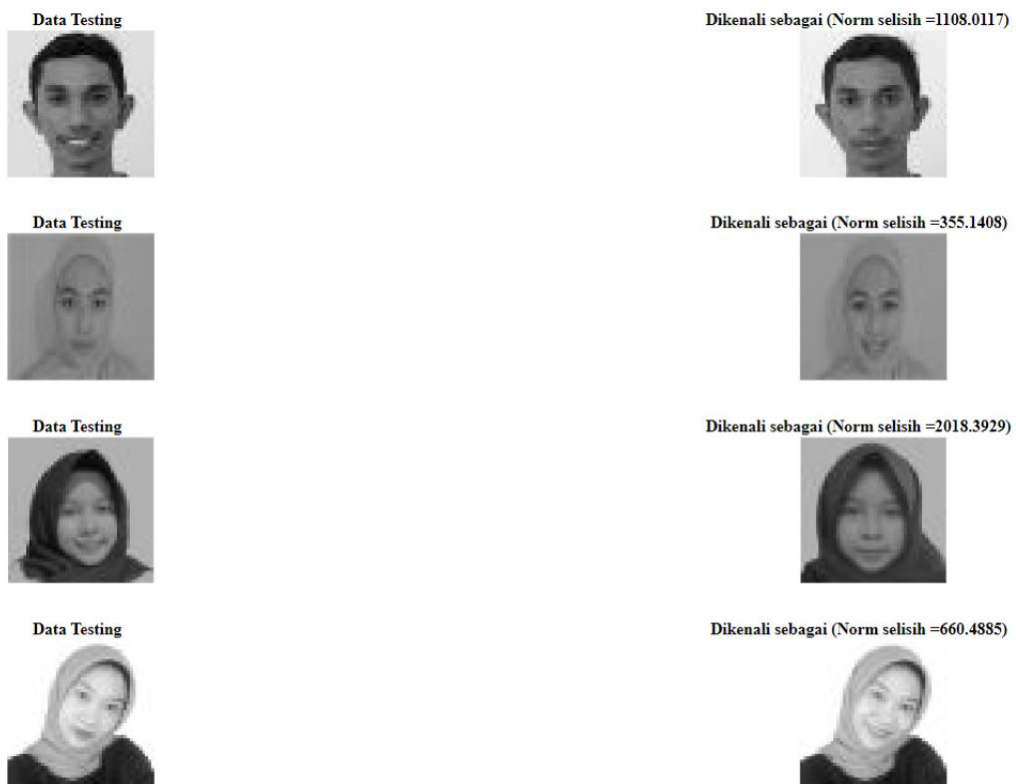 Data Testing
Dikenali sebagai (Norm selisih =1108.0117)
Data Testing
Dikenali sebagai (Norm selisih =355.1408)
Data Testing
Dikenali sebagai (Norm selisih =2018.3929)
Data Testing
Dikenali sebagai (Norm selisih =660.4885)